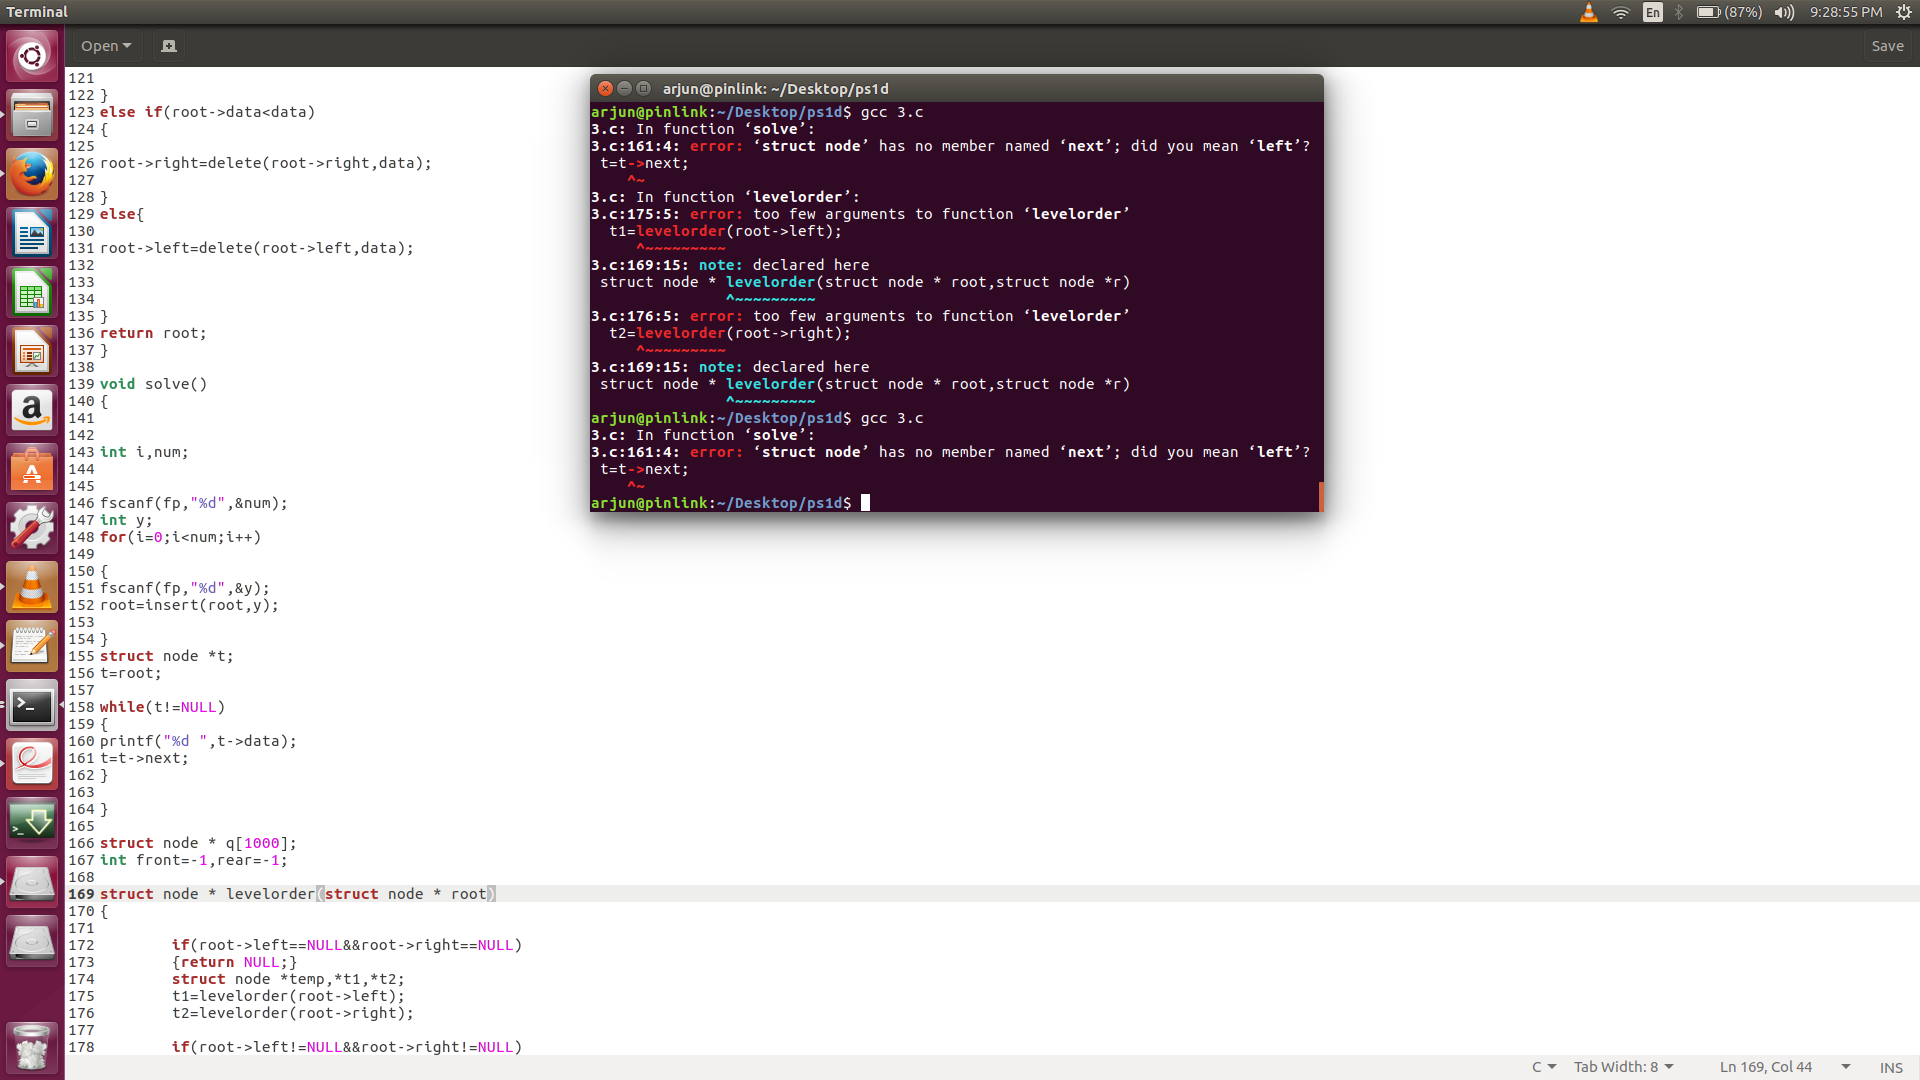 Terminal
En
(87%)
9:28:55 PM
Open
Save
121
122 }
123 else if(root->data<data)
124 {
125
126 root->right=delete(root->right,data);
127
128 }
129 else{
130
131 root->left=delete(root->left,data);
132
133
134
135 }
136 return root;
137 }
138
139 void solve()
140 {
141
142
143 int i,num;
144
145
146 fscanf(fp,"%d",&num);
147 int y;
148 for(i=0;i<num;i++)
149
150 {
151 fscanf(fp,"%d",&y);
152 root=insert(root,y);
153
154 }
155 struct node *t;
156 t=root;
157
158 while(t!=NULL)
159 {
160 printf("%d ",t->data);
161 t=t->next;
162 }
163
164 }
165
166 struct node * q[1000];
167 int front=-1,rear=-1;
168
169 struct node * levelorder(struct node * root)
170 {
171
172         if(root->left==NULL&&root->right==NULL)
173         {return NULL;}
174         struct node *temp,*t1,*t2;
175         t1=levelorder(root->left);
176         t2=levelorder(root->right);
177
178         if(root->left!=NULL&&root->right!=NULL)
arjun@pinlink: ~/Desktop/ps1d
arjun@pinlink:~/Desktop/ps1d$ gcc 3.c
3.c: In function ‘solve’:
3.c:161:4: error: ‘struct node’ has no member named ‘next’; did you mean ‘left’?
 t=t->next;
    ^~
3.c: In function ‘levelorder’:
3.c:175:5: error: too few arguments to function ‘levelorder’
  t1=levelorder(root->left);
     ^~~~~~~~~~
3.c:169:15: note: declared here
 struct node * levelorder(struct node * root,struct node *r)
               ^~~~~~~~~~
3.c:176:5: error: too few arguments to function ‘levelorder’
  t2=levelorder(root->right);
     ^~~~~~~~~~
3.c:169:15: note: declared here
 struct node * levelorder(struct node * root,struct node *r)
               ^~~~~~~~~~
arjun@pinlink:~/Desktop/ps1d$ gcc 3.c
3.c: In function ‘solve’:
3.c:161:4: error: ‘struct node’ has no member named ‘next’; did you mean ‘left’?
 t=t->next;
    ^~
arjun@pinlink:~/Desktop/ps1d$
C
Tab Width: 8
Ln 169, Col 44
INS